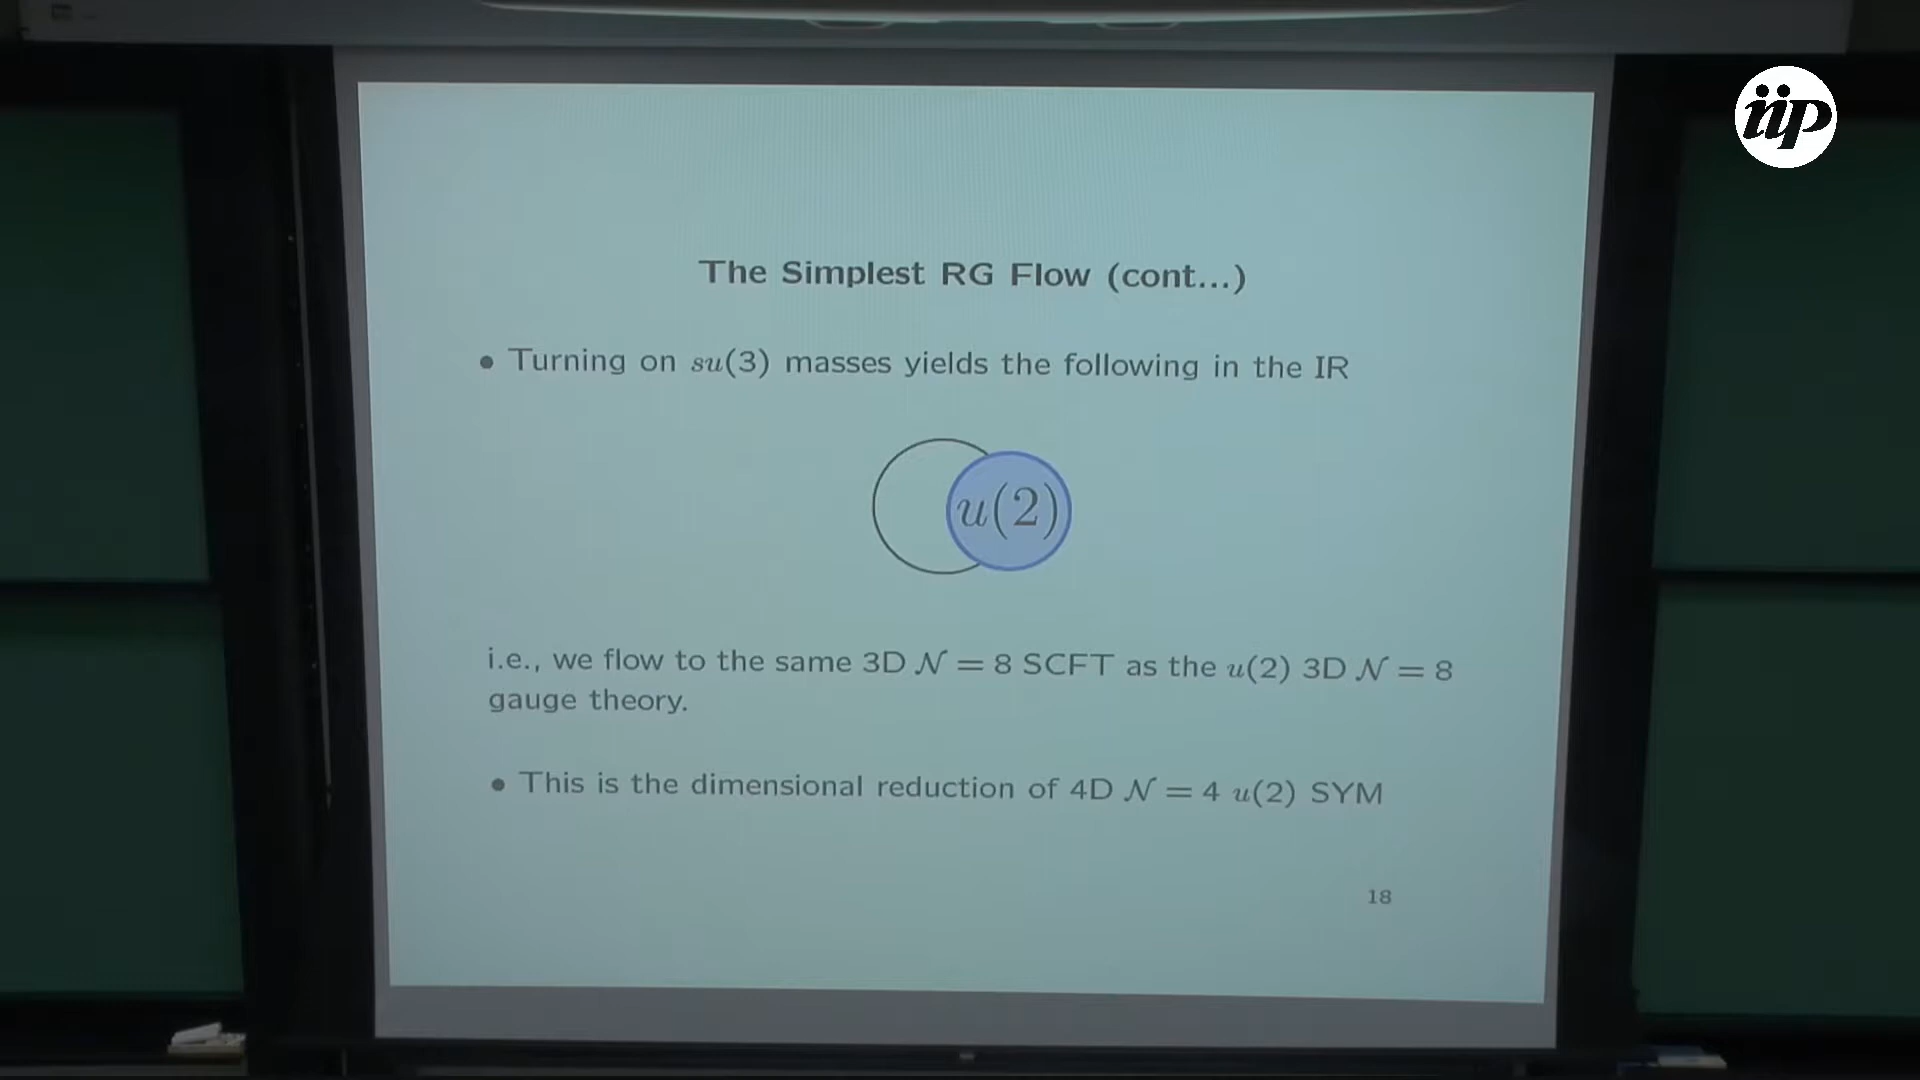 iip
The Simplest RG Flow (cont...)
• Turning on su(3) masses yields the following in the IR
u(2)
i.e., we flow to the same 3D 𝒩 = 8 SCFT as the u(2) 3D 𝒩 = 8
gauge theory.
• This is the dimensional reduction of 4D 𝒩 = 4 u(2) SYM
18